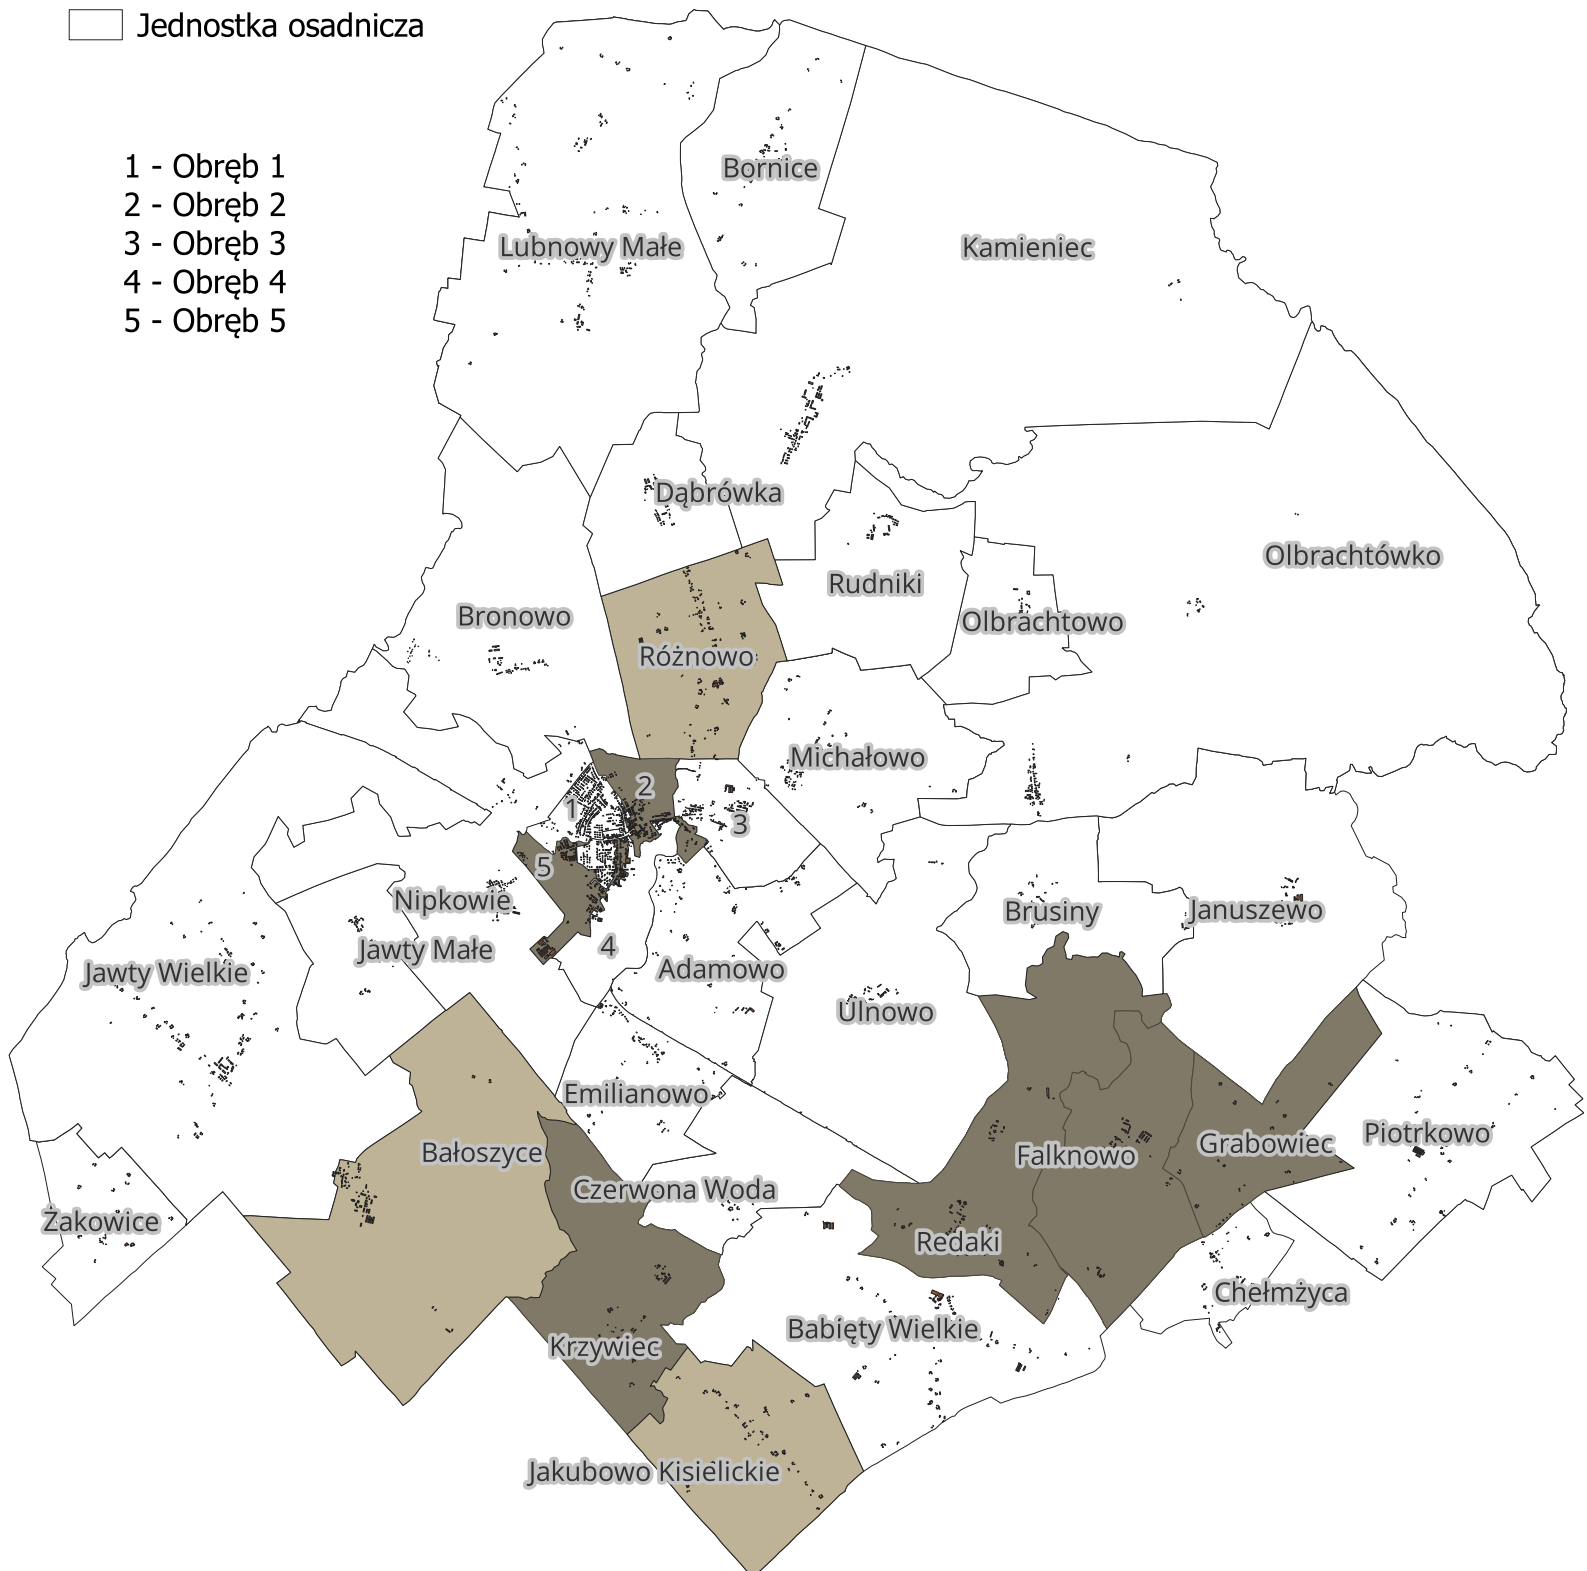 Jednostka osadnicza
1 - Obręb 1
2 - Obręb 2
3 - Obręb 3
4 - Obręb 4
5 - Obręb 5
Bornice
Lubnowy Małe
Kamieniec
Dąbrówka
Olbrachtówko
Rudniki
Bronowo
Olbrachtowo
Różnowo
Michałowo
2
1
3
5
Nipkowie
Brusiny
Januszewo
4
Jawty Małe
Jawty Wielkie
Adamowo
Ulnowo
Emilianowo
Piotrkowo
Grabowiec
Bałoszyce
Falknowo
Czerwona Woda
Żakowice
Redaki
Chełmżyca
Babięty Wielkie
Krzywiec
Jakubowo Kisielickie